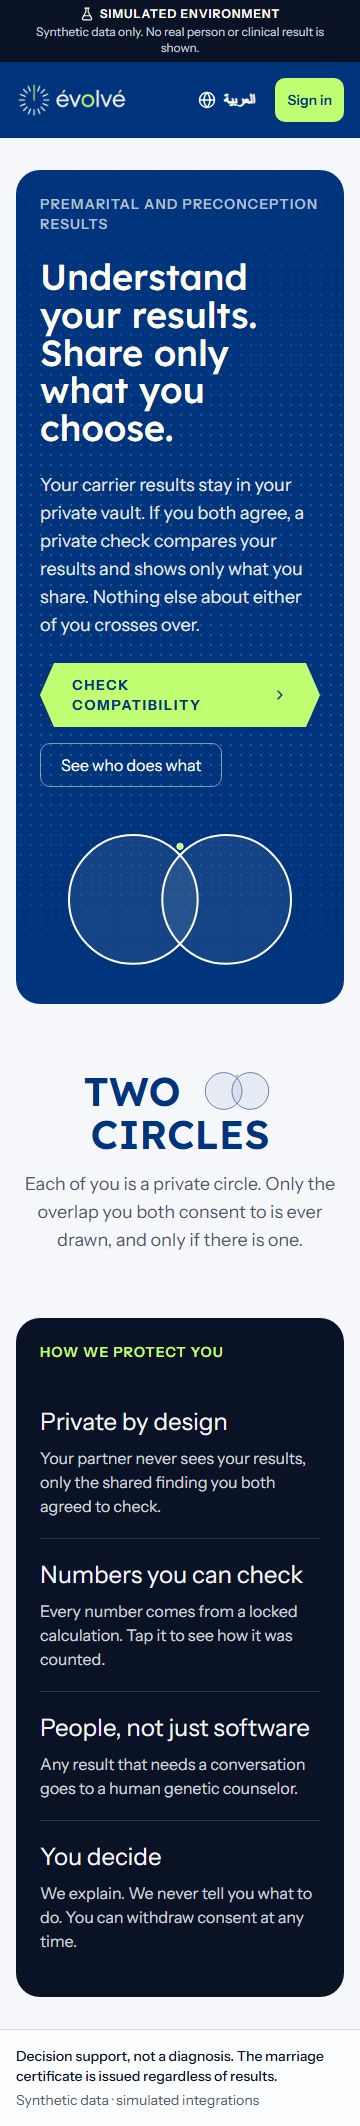 SIMULATED ENVIRONMENT
Synthetic data only. No real person or clinical result is
shown.
évolvé
العربية
Sign in
PREMARITAL AND PRECONCEPTION
RESULTS
Understand
your results.
Share only
what you
choose.
Your carrier results stay in your
private vault. If you both agree, a
private check compares your
results and shows only what you
share. Nothing else about either
of you crosses over.
CHECK
COMPATIBILITY
See who does what
TWO
CIRCLES
Each of you is a private circle. Only the
overlap you both consent to is ever
drawn, and only if there is one.
HOW WE PROTECT YOU
Private by design
Your partner never sees your results,
only the shared finding you both
agreed to check.
Numbers you can check
Every number comes from a locked
calculation. Tap it to see how it was
counted.
People, not just software
Any result that needs a conversation
goes to a human genetic counselor.
You decide
We explain. We never tell you what to
do. You can withdraw consent at any
time.
Decision support, not a diagnosis. The marriage
certificate is issued regardless of results.
Synthetic data · simulated integrations